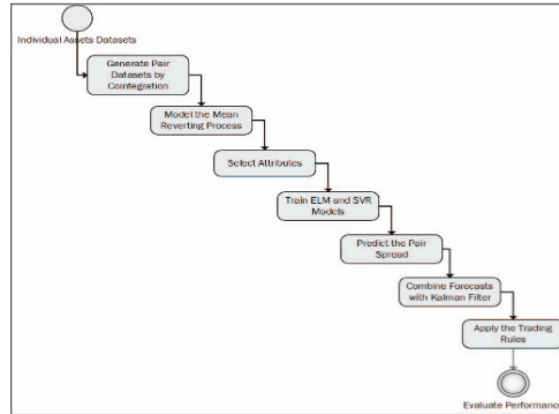 Individual Assets Datasets
Generate Pair
Datasets by
Cointegration
Model the Mean
Reverting Process
Select Attributes
Train ELM and SVR
Models
Predict the Pair
Spread
Combine Forecasts
with Kalman Filter
Apply the Trading
Rules
Evaluate Performance